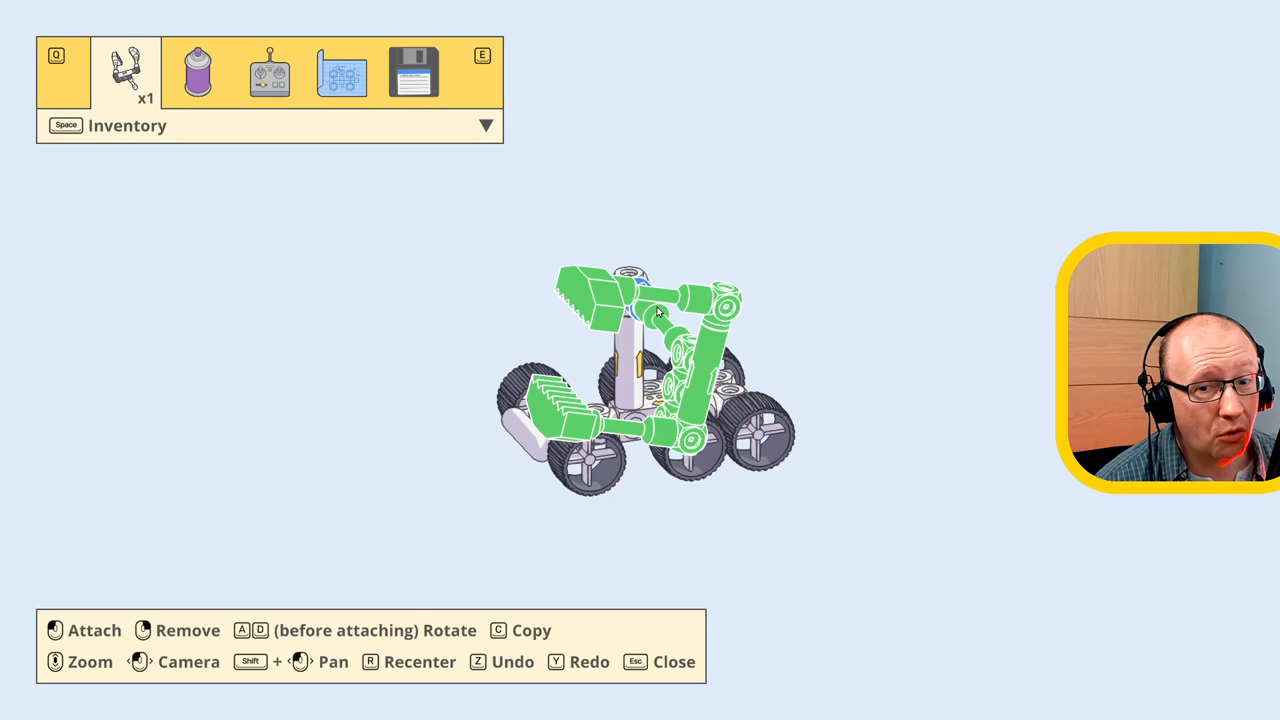 Q
E
x1
Space Inventory
Attach Remove A D (before attaching) Rotate C Copy
Zoom Camera Shift + Pan R Recenter Z Undo Y Redo Esc Close